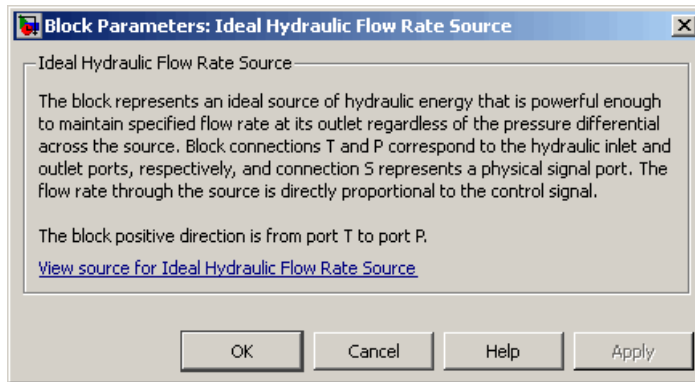 Block Parameters: Ideal Hydraulic Flow Rate Source
Ideal Hydraulic Flow Rate Source
The block represents an ideal source of hydraulic energy that is powerful enough
to maintain specified flow rate at its outlet regardless of the pressure differential
across the source. Block connections T and P correspond to the hydraulic inlet and
outlet ports, respectively, and connection S represents a physical signal port. The
flow rate through the source is directly proportional to the control signal.
The block positive direction is from port T to port P.
View source for Ideal Hydraulic Flow Rate Source
OK Cancel Help Apply